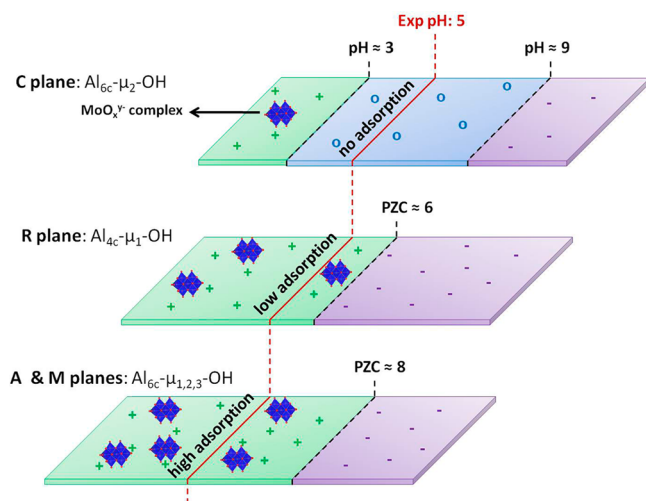 Exp pH: 5
pH ≈ 3
pH ≈ 9
C plane: Al6c-μ2-OH
MoOx^y- complex
no adsorption
PZC ≈ 6
R plane: Al4c-μ1-OH
low adsorption
PZC ≈ 8
A & M planes: Al6c-μ1,2,3-OH
high adsorption